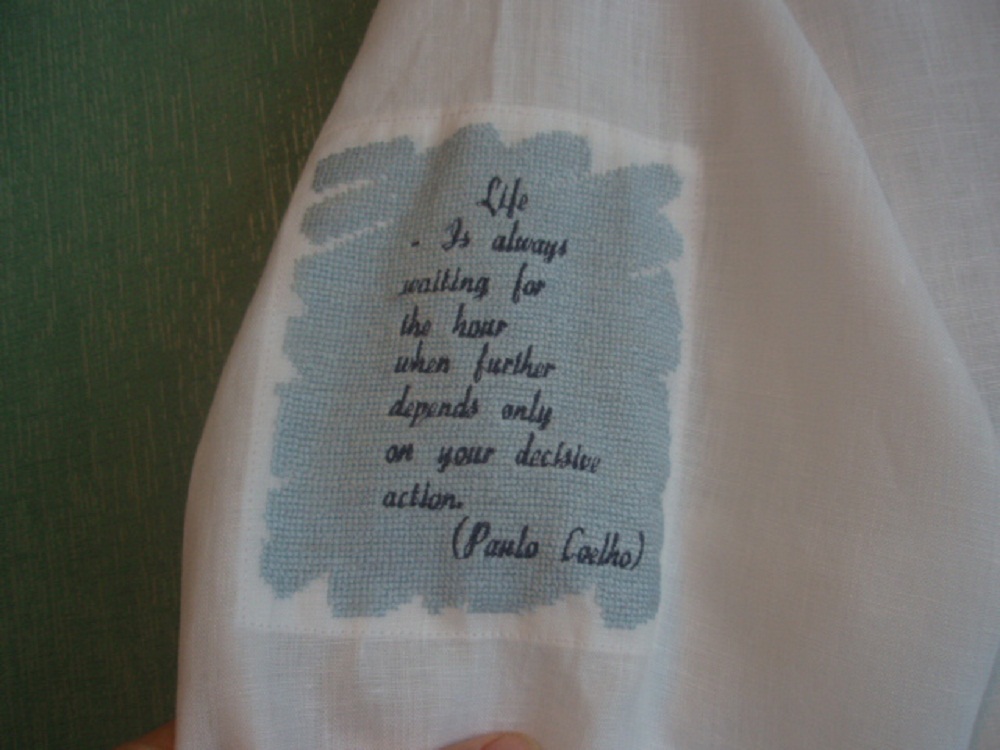 Life
. Is always
waiting for
the hour
when further
depends only
on your decisive
action.
(Paulo Coelho)